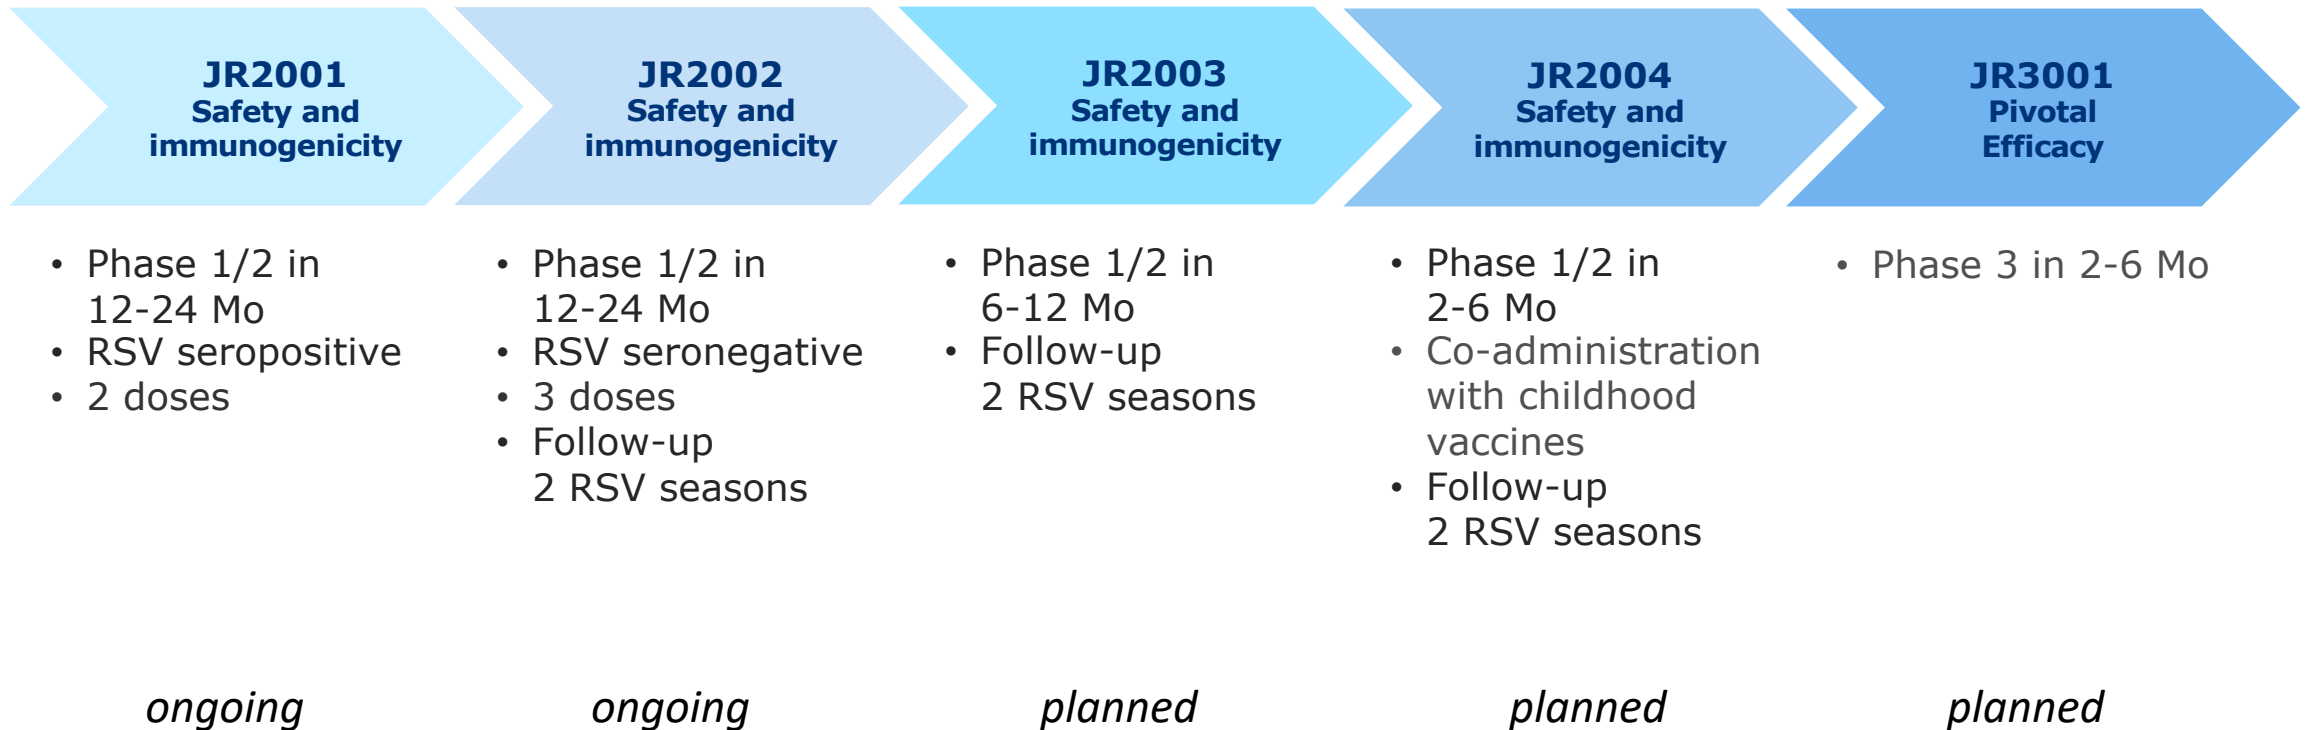 JR2001
Safety and
immunogenicity
• Phase 1/2 in
12-24 Mo
• RSV seropositive
• 2 doses
ongoing
JR2002
Safety and
immunogenicity
• Phase 1/2 in
12-24 Mo
• RSV seronegative
• 3 doses
• Follow-up
2 RSV seasons
ongoing
JR2003
Safety and
immunogenicity
• Phase 1/2 in
6-12 Mo
• Follow-up
2 RSV seasons
planned
JR2004
Safety and
immunogenicity
• Phase 1/2 in
2-6 Mo
• Co-administration
with childhood
vaccines
• Follow-up
2 RSV seasons
planned
JR3001
Pivotal
Efficacy
• Phase 3 in 2-6 Mo
planned